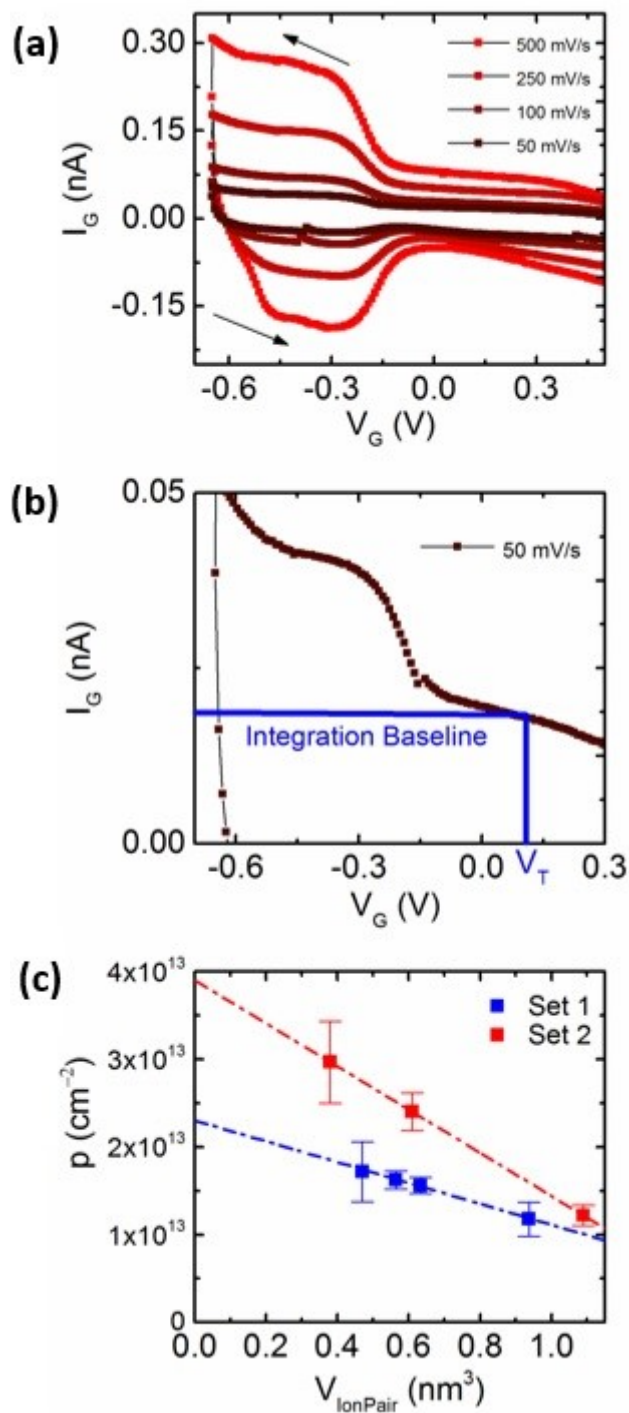 (a)
0.30
0.15
0.00
-0.15
I_G (nA)
500 mV/s
250 mV/s
100 mV/s
50 mV/s
-0.6 -0.3 0.0 0.3
V_G (V)
(b)
0.05
0.00
I_G (nA)
50 mV/s
Integration Baseline
-0.6 -0.3 0.0 0.3
V_T
V_G (V)
(c)
4x10^13
3x10^13
2x10^13
1x10^13
0
p (cm^-2)
Set 1
Set 2
0.0 0.2 0.4 0.6 0.8 1.0
V_IonPair (nm^3)